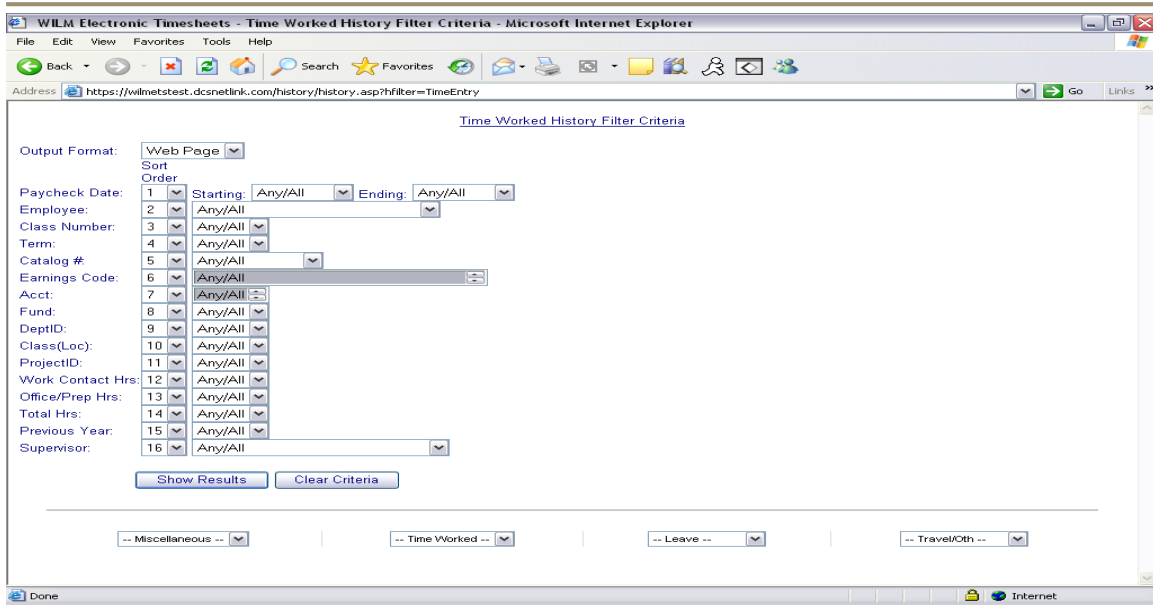 WILM Electronic Timesheets - Time Worked History Filter Criteria - Microsoft Internet Explorer
File Edit View Favorites Tools Help
Back Search Favorites
Address https://wilmetstest.dcsnetlink.com/history/history.asp?hfilter=TimeEntry Go Links »
Time Worked History Filter Criteria
Output Format: Web Page
Sort
Order
Paycheck Date: 1 Starting: Any/All Ending: Any/All
Employee: 2 Any/All
Class Number: 3 Any/All
Term: 4 Any/All
Catalog #: 5 Any/All
Earnings Code: 6 Any/All
Acct: 7 Any/All
Fund: 8 Any/All
DeptID: 9 Any/All
Class(Loc): 10 Any/All
ProjectID: 11 Any/All
Work Contact Hrs: 12 Any/All
Office/Prep Hrs: 13 Any/All
Total Hrs: 14 Any/All
Previous Year: 15 Any/All
Supervisor: 16 Any/All
Show Results Clear Criteria
-- Miscellaneous -- -- Time Worked -- -- Leave -- -- Travel/Oth --
Done Internet